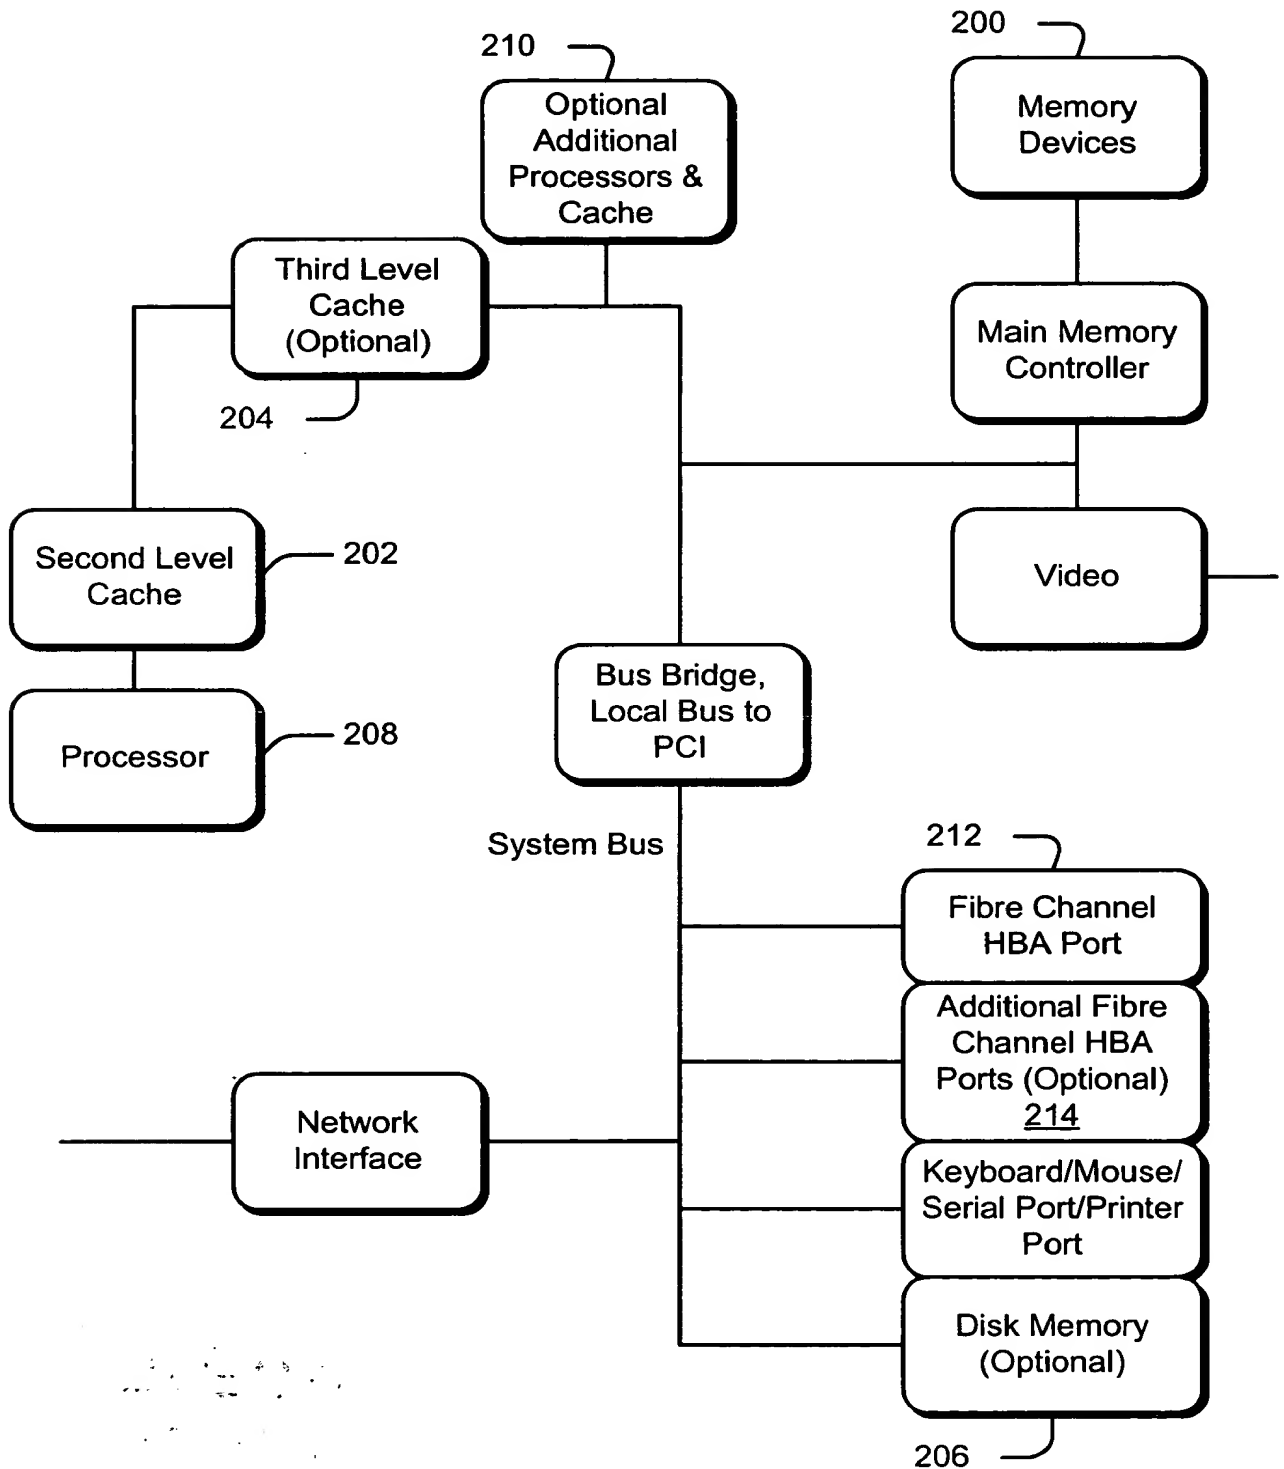 210
Optional
Additional
Processors &
Cache
200
Memory
Devices
Third Level
Cache
(Optional)
204
Main Memory
Controller
Second Level
Cache
202
Video
Processor
208
Bus Bridge,
Local Bus to
PCI
System Bus
212
Fibre Channel
HBA Port
Additional Fibre
Channel HBA
Ports (Optional)
214
Network
Interface
Keyboard/Mouse/
Serial Port/Printer
Port
Disk Memory
(Optional)
206